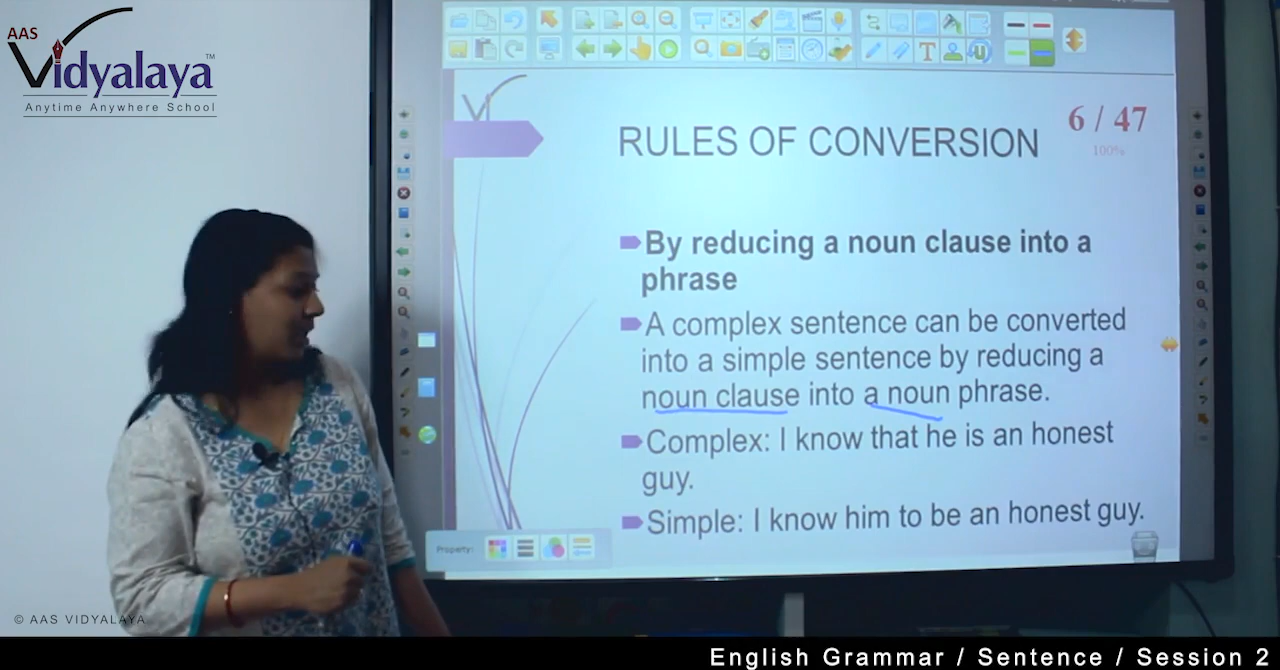 AAS
Vidyalaya™
Anytime Anywhere School
RULES OF CONVERSION
6 / 47
100%
By reducing a noun clause into a
phrase
A complex sentence can be converted
into a simple sentence by reducing a
noun clause into a noun phrase.
Complex: I know that he is an honest
guy.
Simple: I know him to be an honest guy.
Property:
© AAS VIDYALAYA
English Grammar / Sentence / Session 2